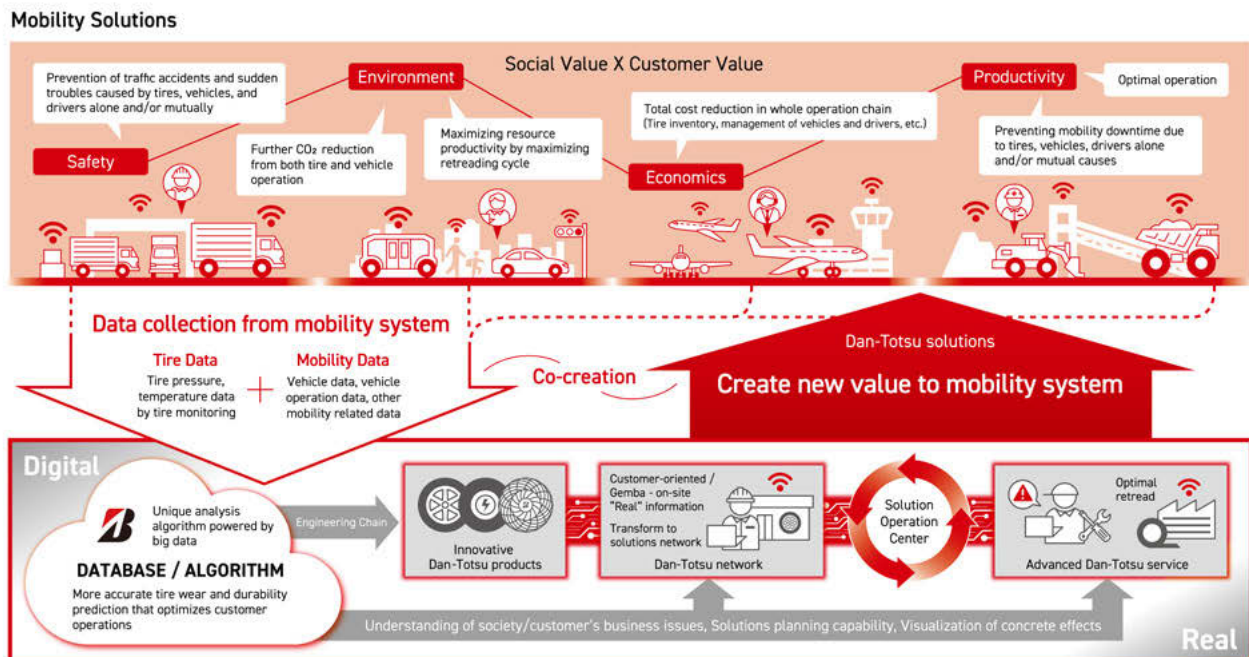 Mobility Solutions
Social Value X Customer Value
Prevention of traffic accidents and sudden
troubles caused by tires, vehicles, and
drivers alone and/or mutually
Safety
Environment
Further CO₂ reduction
from both tire and vehicle
operation
Maximizing resource
productivity by maximizing
retreading cycle
Total cost reduction in whole operation chain
(Tire inventory, management of vehicles and drivers, etc.)
Economics
Productivity
Optimal operation
Preventing mobility downtime due
to tires, vehicles, drivers alone
and/or mutual causes
Data collection from mobility system
Tire Data
Tire pressure,
temperature data
by tire monitoring
+
Mobility Data
Vehicle data, vehicle
operation data, other
mobility related data
Co-creation
Dan-Totsu solutions
Create new value to mobility system
Digital
B
Unique analysis
algorithm powered by
big data
DATABASE / ALGORITHM
More accurate tire wear and durability
prediction that optimizes customer
operations
Engineering Chain
Innovative
Dan-Totsu products
Customer-oriented /
Gemba - on-site
"Real" information
Transform to
solutions network
Dan-Totsu network
Solution
Operation
Center
Optimal
retread
Advanced Dan-Totsu service
Understanding of society/customer's business issues, Solutions planning capability, Visualization of concrete effects
Real